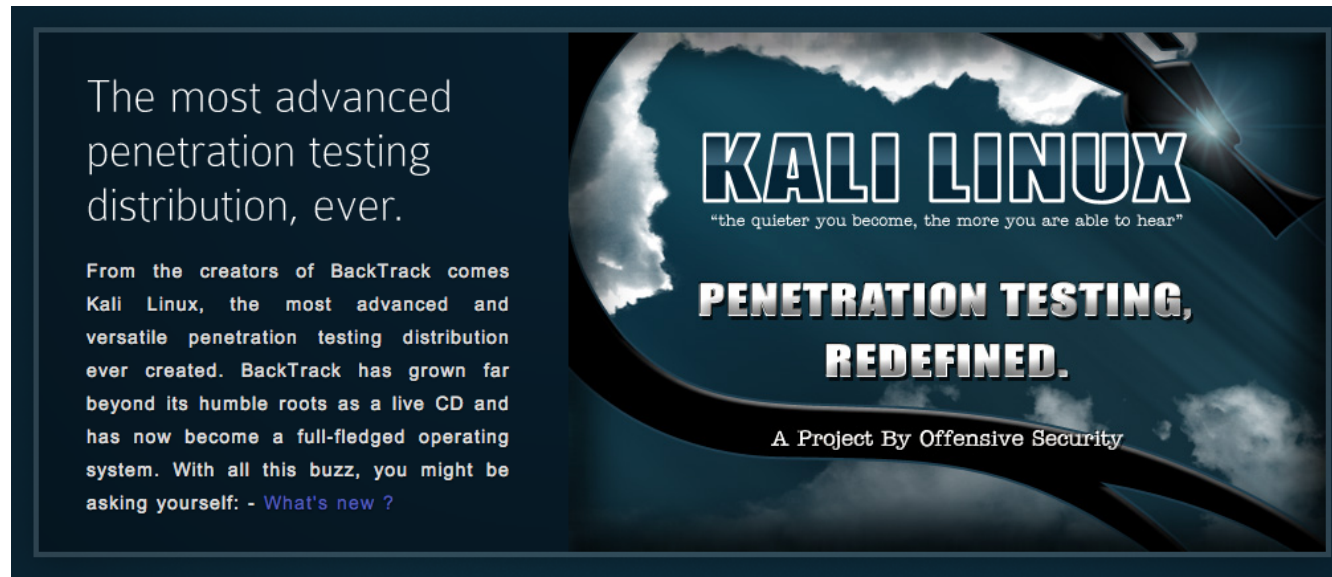 The most advanced
penetration testing
distribution, ever.
From the creators of BackTrack comes
Kali Linux, the most advanced and
versatile penetration testing distribution
ever created. BackTrack has grown far
beyond its humble roots as a live CD and
has now become a full-fledged operating
system. With all this buzz, you might be
asking yourself: - What's new ?
KALI LINUX
“the quieter you become, the more you are able to hear”
PENETRATION TESTING,
REDEFINED.
A Project By Offensive Security